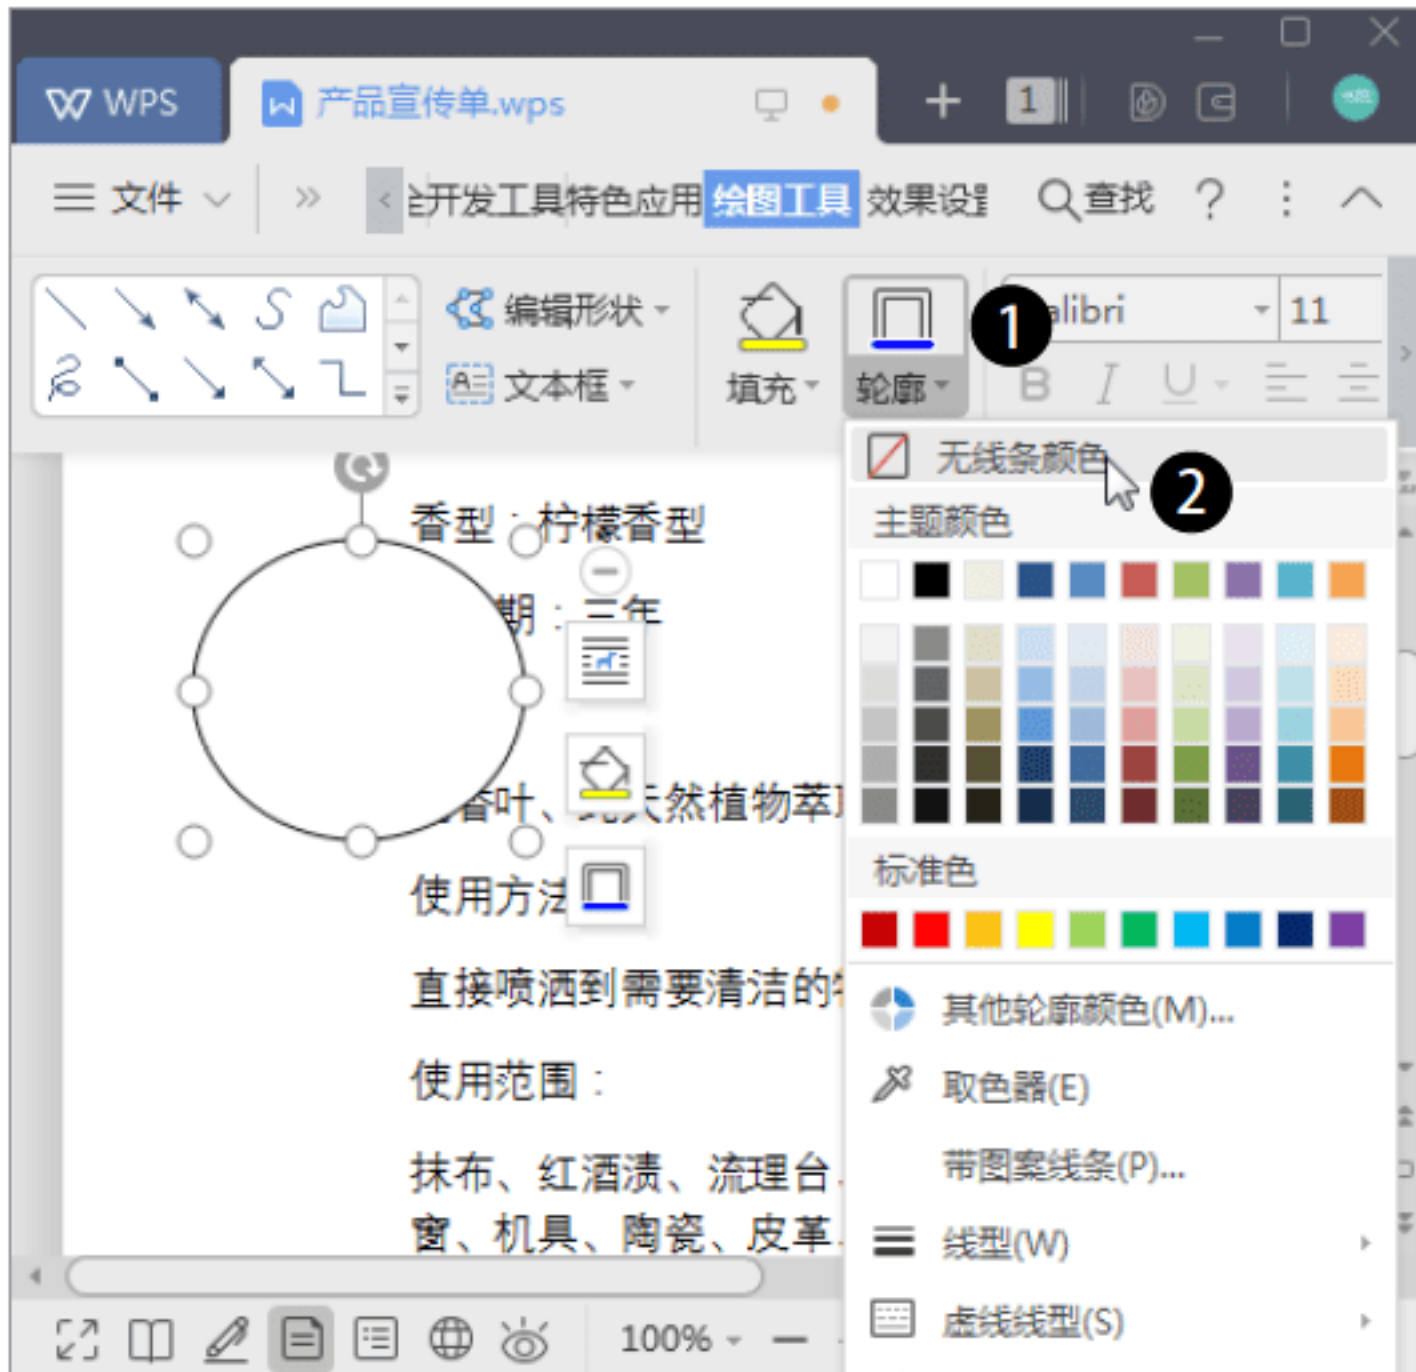 WPS
产品宣传单.wps
1
文件
开发工具 特色应用 绘图工具 效果设
查找
编辑形状
文本框
填充
轮廓
1
alibri
11
B I U
无线条颜色
2
主题颜色
标准色
其他轮廓颜色(M)...
取色器(E)
带图案线条(P)...
线型(W)
虚线线型(S)
香型：柠檬香型
期：三年
香叶、纯天然植物萃
使用方法
直接喷洒到需要清洁的
使用范围：
抹布、红酒渍、流理台
窗、机具、陶瓷、皮革
100%